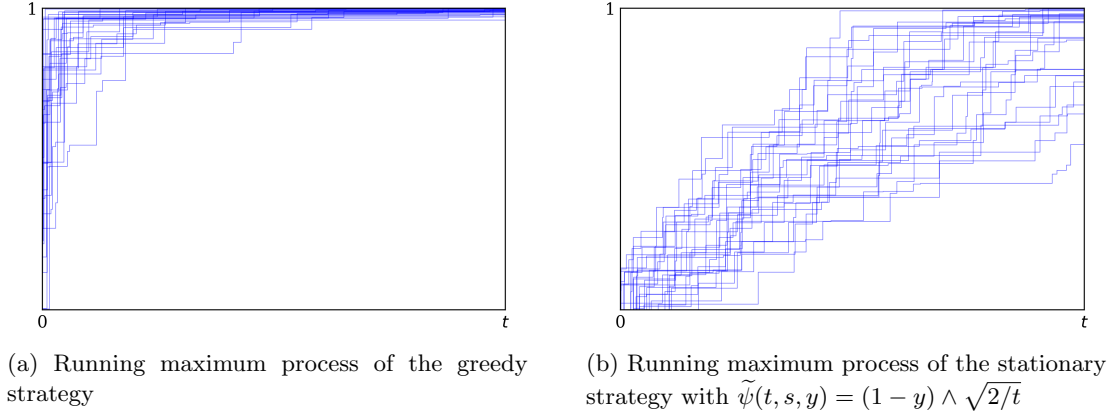 1
0
t
1
0
t
(a) Running maximum process of the greedy
strategy
(b) Running maximum process of the stationary
strategy with ψ̃(t, s, y) = (1 − y) ∧ √2/t